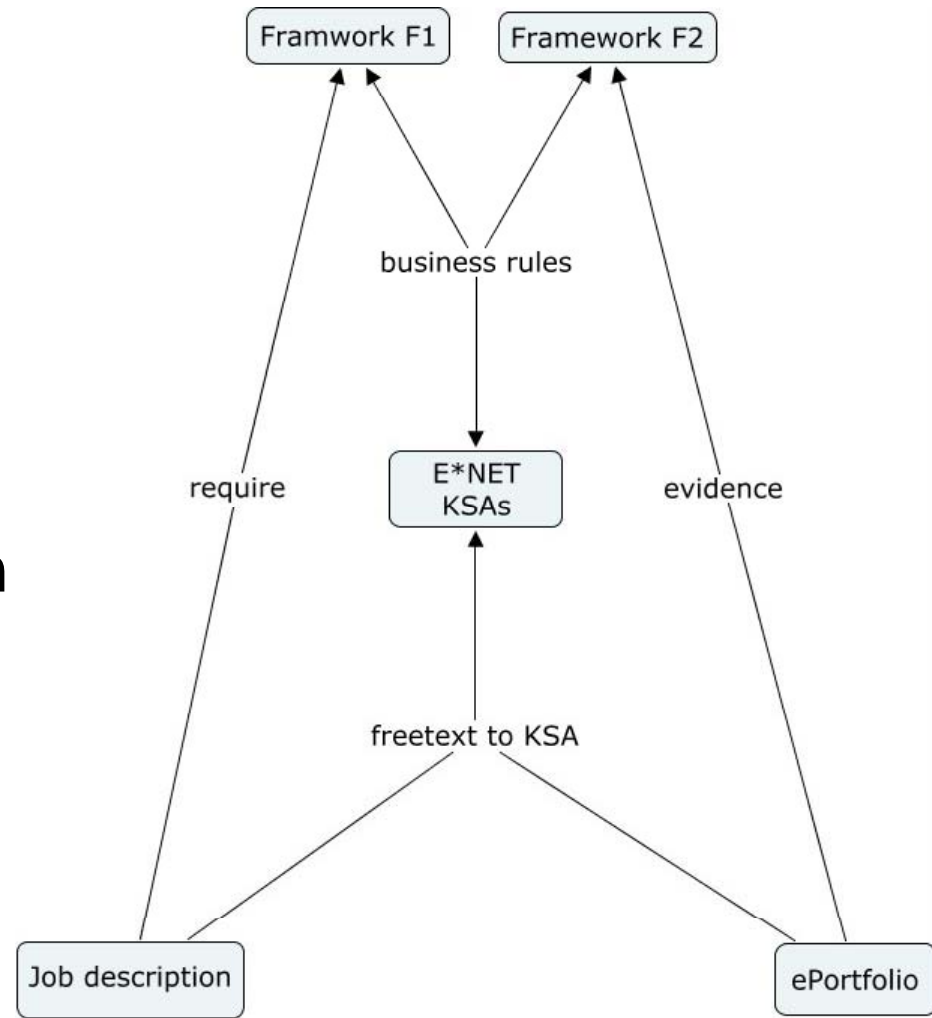 Framwork F1
Framework F2
business rules
require
E*NET
KSAs
evidence
n
freetext to KSA
Job description
ePortfolio